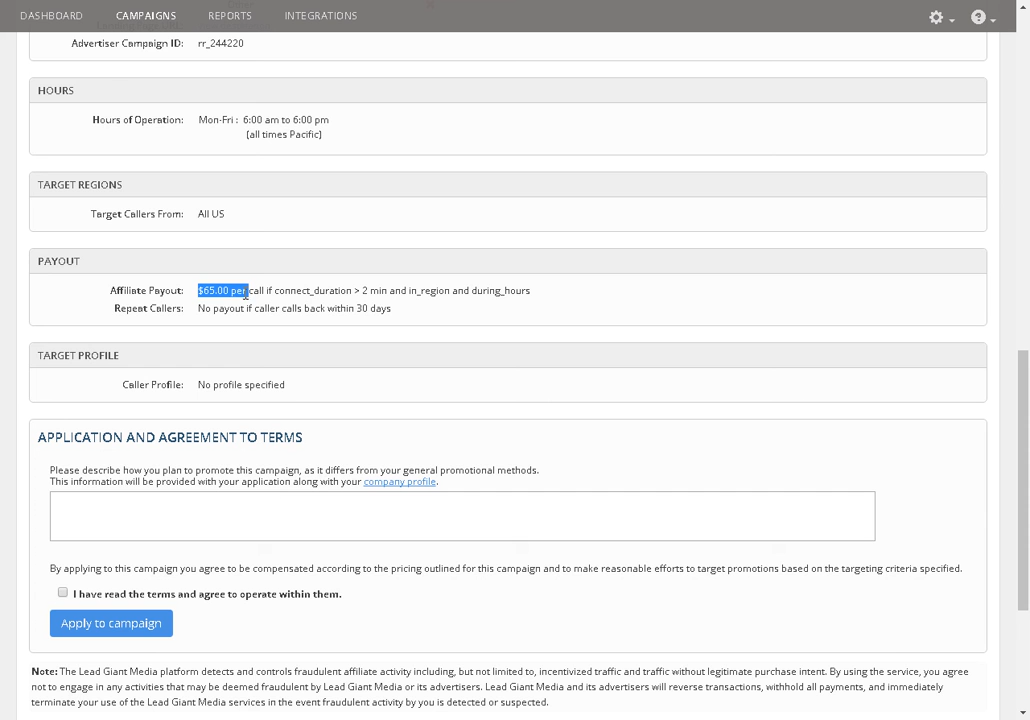 DASHBOARD CAMPAIGNS REPORTS INTEGRATIONS
Advertiser Campaign ID: rr_244220
HOURS
Hours of Operation: Mon-Fri : 6:00 am to 6:00 pm
[all times Pacific]
TARGET REGIONS
Target Callers From: All US
PAYOUT
Affiliate Payout: $65.00 per call if connect_duration > 2 min and in_region and during_hours
Repeat Callers: No payout if caller calls back within 30 days
TARGET PROFILE
Caller Profile: No profile specified
APPLICATION AND AGREEMENT TO TERMS
Please describe how you plan to promote this campaign, as it differs from your general promotional methods.
This information will be provided with your application along with your company profile.
By applying to this campaign you agree to be compensated according to the pricing outlined for this campaign and to make reasonable efforts to target promotions based on the targeting criteria specified.
I have read the terms and agree to operate within them.
Apply to campaign
Note: The Lead Giant Media platform detects and controls fraudulent affiliate activity including, but not limited to, incentivized traffic and traffic without legitimate purchase intent. By using the service, you agree
not to engage in any activities that may be deemed fraudulent by Lead Giant Media or its advertisers. Lead Giant Media and its advertisers will reverse transactions, withhold all payments, and immediately
terminate your use of the Lead Giant Media services in the event fraudulent activity by you is detected or suspected.